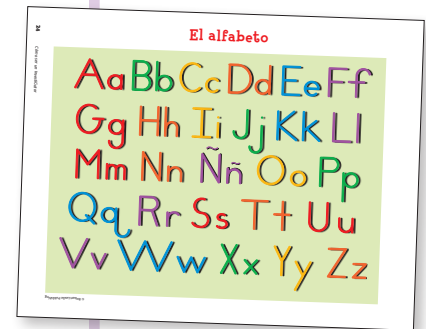 El alfabeto
Aa Bb Cc Dd Ee Ff
Gg Hh Ii Jj Kk Ll
Mm Nn Ññ Oo Pp
Qq Rr Ss Tt Uu
Vv Ww Xx Yy Zz